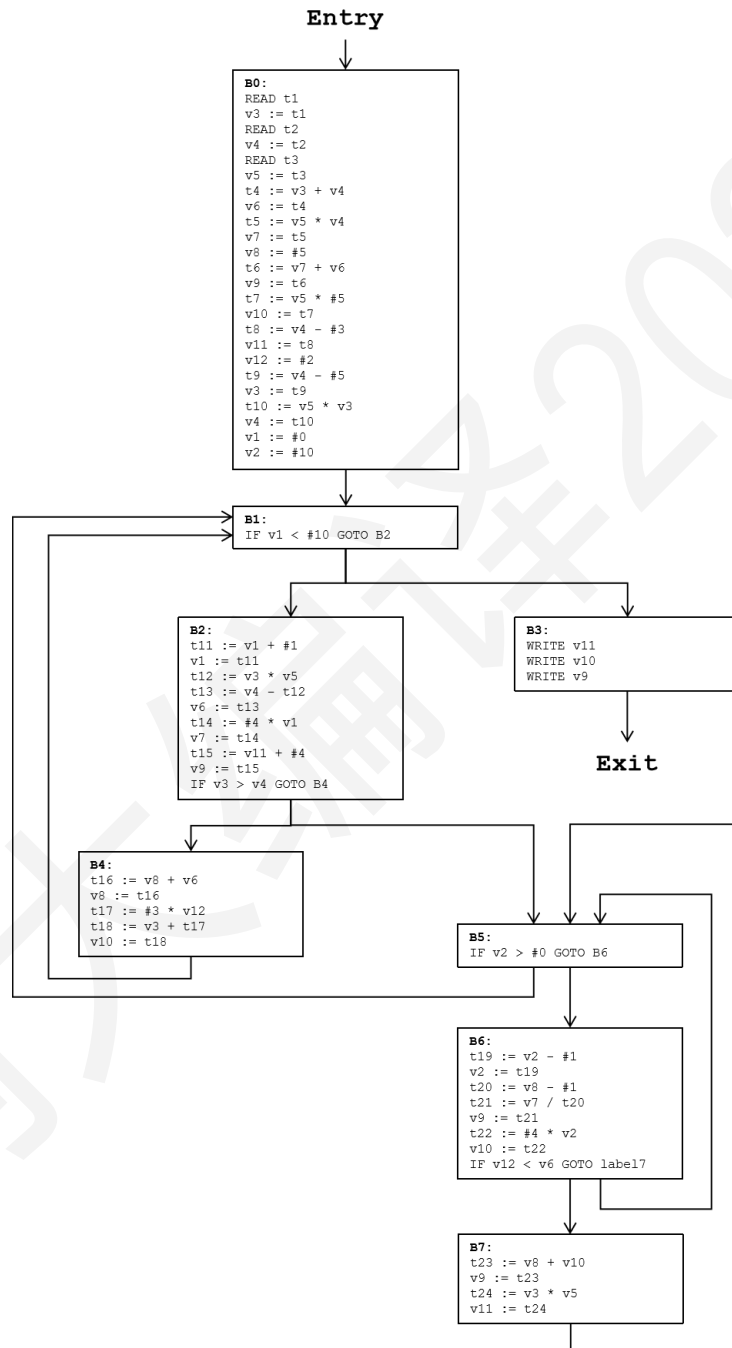 Entry
B0:
READ t1
v3 := t1
READ t2
v4 := t2
READ t3
v5 := t3
t4 := v3 + v4
v6 := t4
t5 := v5 * v4
v7 := t5
v8 := #5
t6 := v7 + v6
v9 := t6
t7 := v5 * #5
v10 := t7
t8 := v4 - #3
v11 := t8
v12 := #2
t9 := v4 - #5
v3 := t9
t10 := v5 * v3
v4 := t10
v1 := #0
v2 := #10
B1:
IF v1 < #10 GOTO B2
B2:
t11 := v1 + #1
v1 := t11
t12 := v3 * v5
t13 := v4 - t12
v6 := t13
t14 := #4 * v1
v7 := t14
t15 := v11 + #4
v9 := t15
IF v3 > v4 GOTO B4
B3:
WRITE v11
WRITE v10
WRITE v9
Exit
B4:
t16 := v8 + v6
v8 := t16
t17 := #3 * v12
t18 := v3 + t17
v10 := t18
B5:
IF v2 > #0 GOTO B6
B6:
t19 := v2 - #1
v2 := t19
t20 := v8 - #1
t21 := v7 / t20
v9 := t21
t22 := #4 * v2
v10 := t22
IF v12 < v6 GOTO label7
B7:
t23 := v8 + v10
v9 := t23
t24 := v3 * v5
v11 := t24
大编译20